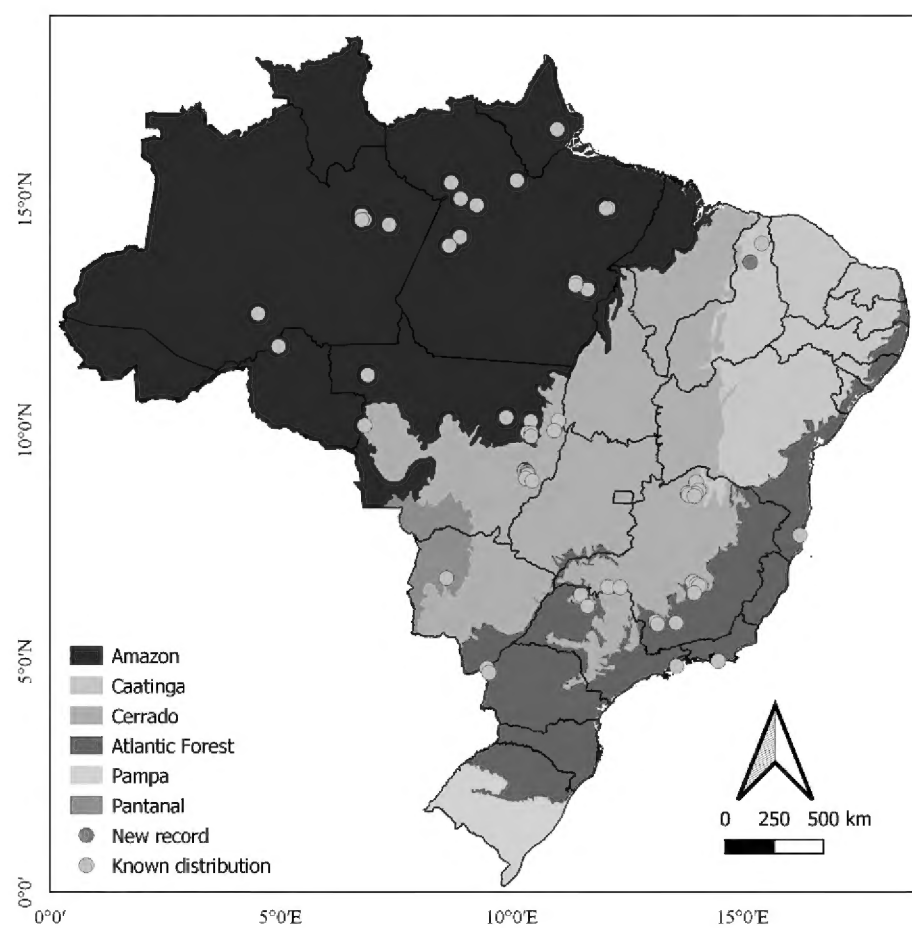 15°0'N
10°0'N
5°0'N
0°0'
Amazon
Caatinga
Cerrado
Atlantic Forest
Pampa
Pantanal
New record
Known distribution
0 250 500 km
0°0' 5°0'E 10°0'E 15°0'E